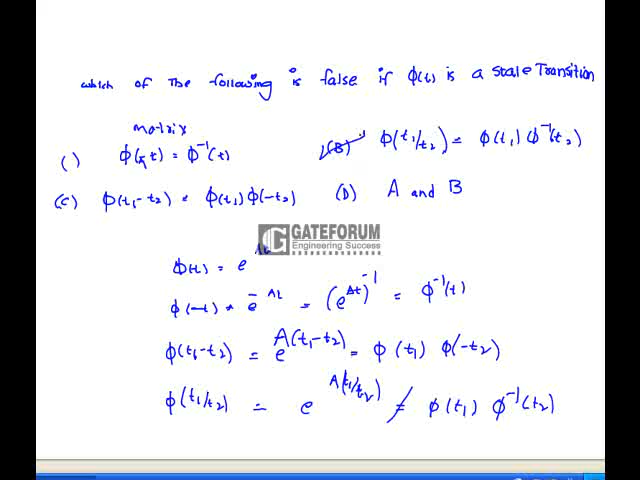 which of the following is false if φ(t) is a state Transition
matrix
( ) φ(-t) = φ⁻¹(t) (B) φ(t₁/t₂) = φ(t₁) φ⁻¹(t₂)
(C) φ(t₁-t₂) = φ(t₁) φ(-t₂) (D) A and B
GATEFORUM
Engineering Success
φ(t) = e^At
φ(-t) = e^-At = (e^At)^-1 = φ⁻¹(t)
φ(t₁-t₂) = e^A(t₁-t₂) = φ(t₁) φ(-t₂)
φ(t₁/t₂) = e^A(t₁/t₂) ≠ φ(t₁) φ⁻¹(t₂)